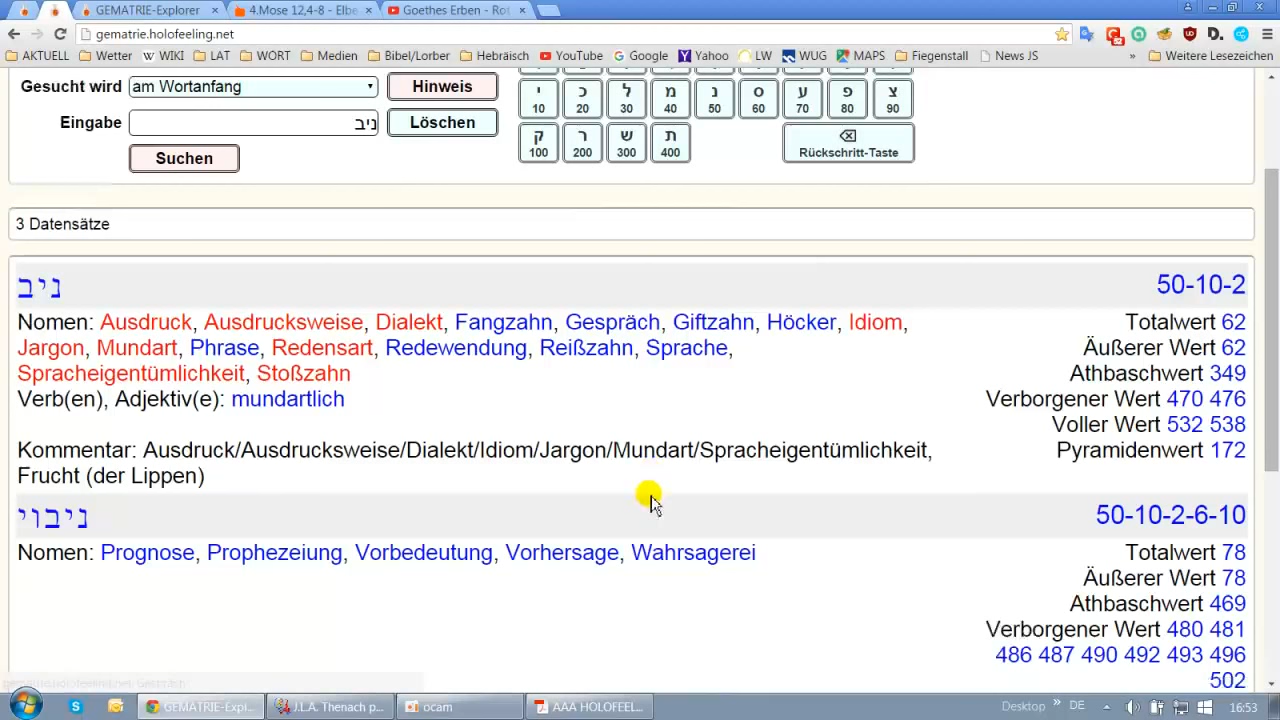 GEMATRIE-Explorer
4.Mose 12,4-8 - Elbe
Goethes Erben - Rot
gematrie.holofeeling.net
AKTUELL Wetter WIKI LAT WORT Medien Bibel/Lorber Hebräisch YouTube Google Yahoo LW WUG MAPS Fiegenstall News JS » Weitere Lesezeichen
Gesucht wird am Wortanfang Hinweis
Eingabe ניב Löschen
Suchen
י כ ל מ נ ס ע פ צ
10 20 30 40 50 60 70 80 90
ק ר ש ת
100 200 300 400 Rückschritt-Taste
3 Datensätze
ניב 50-10-2
Nomen: Ausdruck, Ausdrucksweise, Dialekt, Fangzahn, Gespräch, Giftzahn, Höcker, Idiom,
Jargon, Mundart, Phrase, Redensart, Redewendung, Reißzahn, Sprache,
Spracheigentümlichkeit, Stoßzahn
Verb(en), Adjektiv(e): mundartlich
Kommentar: Ausdruck/Ausdrucksweise/Dialekt/Idiom/Jargon/Mundart/Spracheigentümlichkeit,
Frucht (der Lippen)
Totalwert 62
Äußerer Wert 62
Athbaschwert 349
Verborgener Wert 470 476
Voller Wert 532 538
Pyramidenwert 172
ניבוי 50-10-2-6-10
Nomen: Prognose, Prophezeiung, Vorbedeutung, Vorhersage, Wahrsagerei
Totalwert 78
Äußerer Wert 78
Athbaschwert 469
Verborgener Wert 480 481
486 487 490 492 493 496
502
GEMATRIE-Expl...
J.L.A. Thenach p...
ocam
AAA HOLOFEEL...
Desktop » DE 16:53